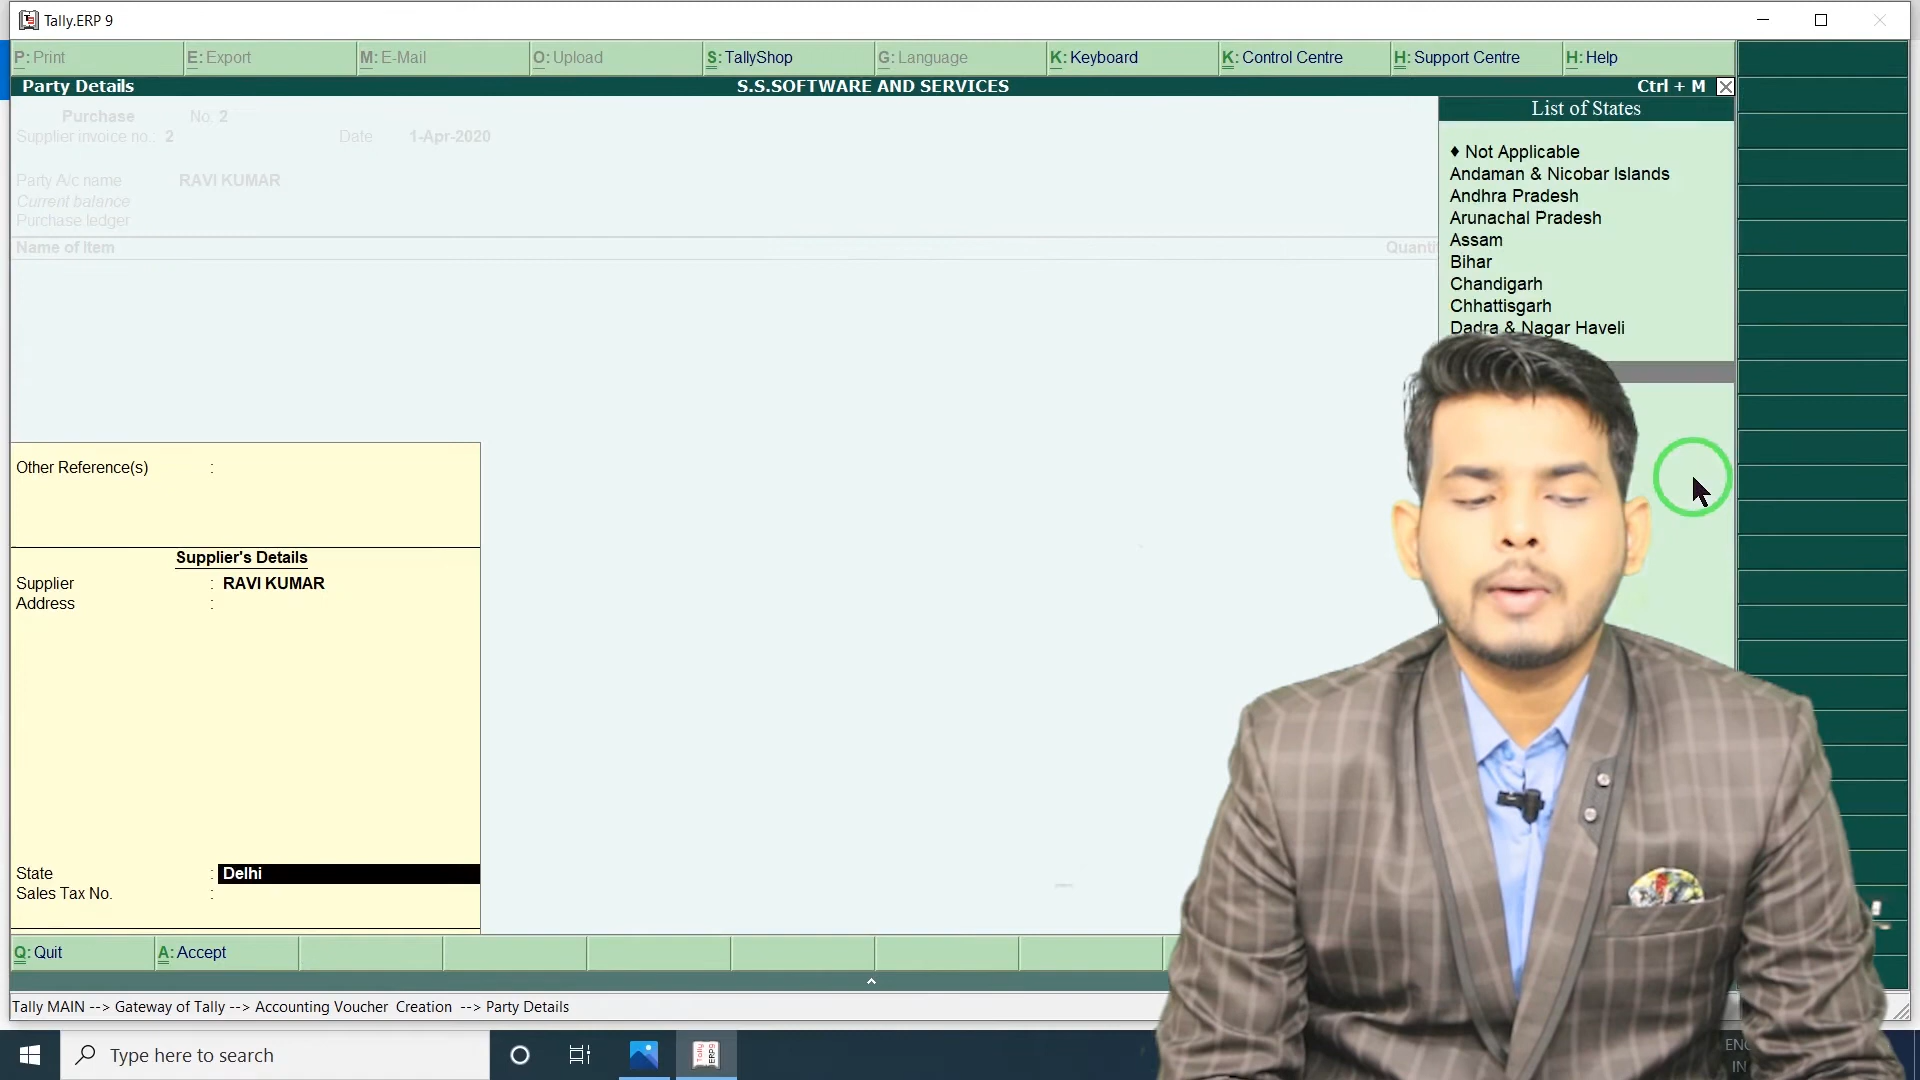 Tally.ERP 9
P: Print E: Export M: E-Mail O: Upload S: TallyShop G: Language K: Keyboard K: Control Centre H: Support Centre H: Help
Party Details S.S.SOFTWARE AND SERVICES Ctrl + M
List of States
Purchase No. 2
Supplier invoice no.: 2 Date 1-Apr-2020
Party A/c name RAVI KUMAR
Current balance
Purchase ledger
Name of Item Quantit
♦ Not Applicable
Andaman & Nicobar Islands
Andhra Pradesh
Arunachal Pradesh
Assam
Bihar
Chandigarh
Chhattisgarh
Dadra & Nagar Haveli
Other Reference(s) :
Supplier's Details
Supplier : RAVI KUMAR
Address :
State : Delhi
Sales Tax No. :
Q: Quit A: Accept
Tally MAIN --> Gateway of Tally --> Accounting Voucher Creation --> Party Details
Type here to search
Tally ERP9
IN